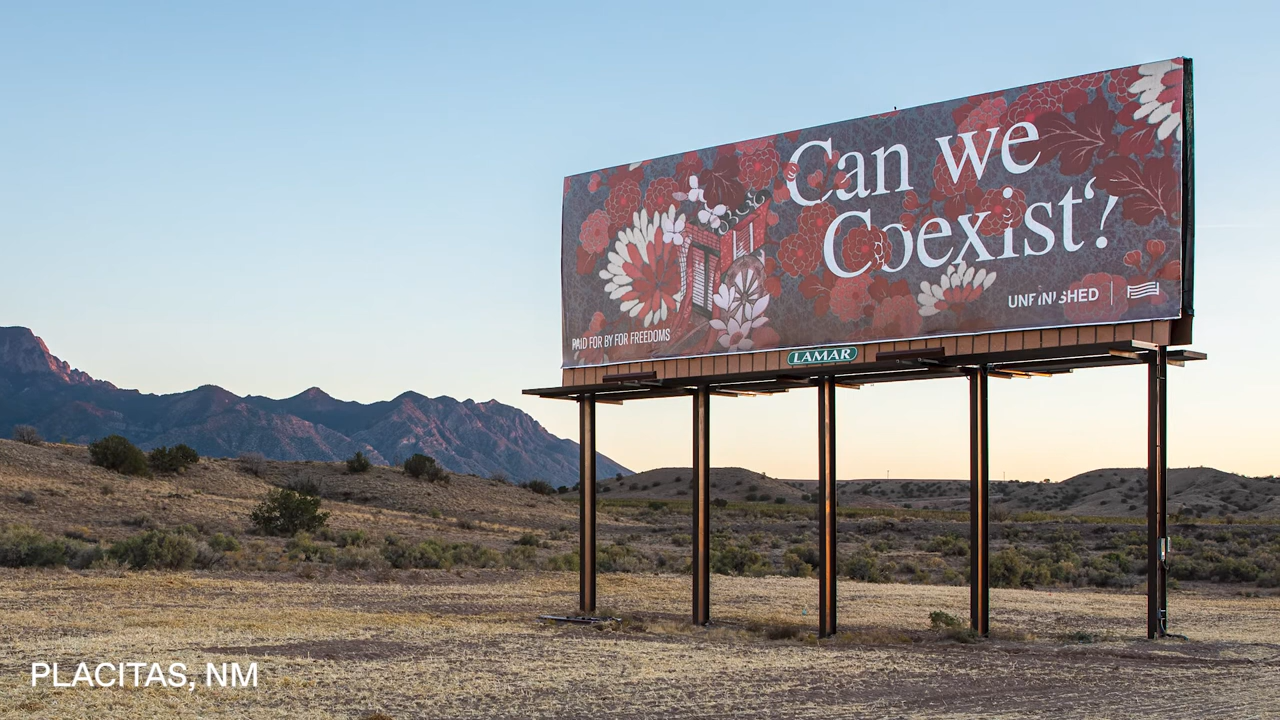 Can we
Coexist‘?
UNFINISHED
PAID FOR BY FOR FREEDOMS
LAMAR
PLACITAS, NM